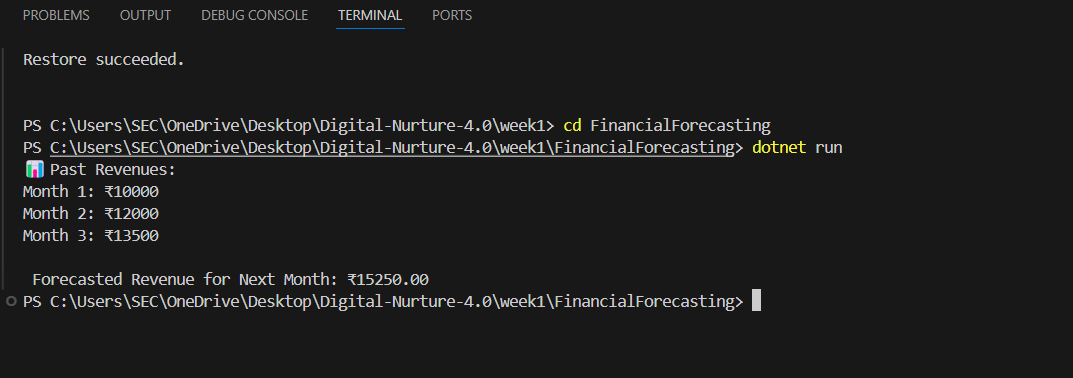 PROBLEMS OUTPUT DEBUG CONSOLE TERMINAL PORTS
Restore succeeded.
PS C:\Users\SEC\OneDrive\Desktop\Digital-Nurture-4.0\week1> cd FinancialForecasting
PS C:\Users\SEC\OneDrive\Desktop\Digital-Nurture-4.0\week1\FinancialForecasting> dotnet run
📊 Past Revenues:
Month 1: ₹10000
Month 2: ₹12000
Month 3: ₹13500
Forecasted Revenue for Next Month: ₹15250.00
PS C:\Users\SEC\OneDrive\Desktop\Digital-Nurture-4.0\week1\FinancialForecasting>